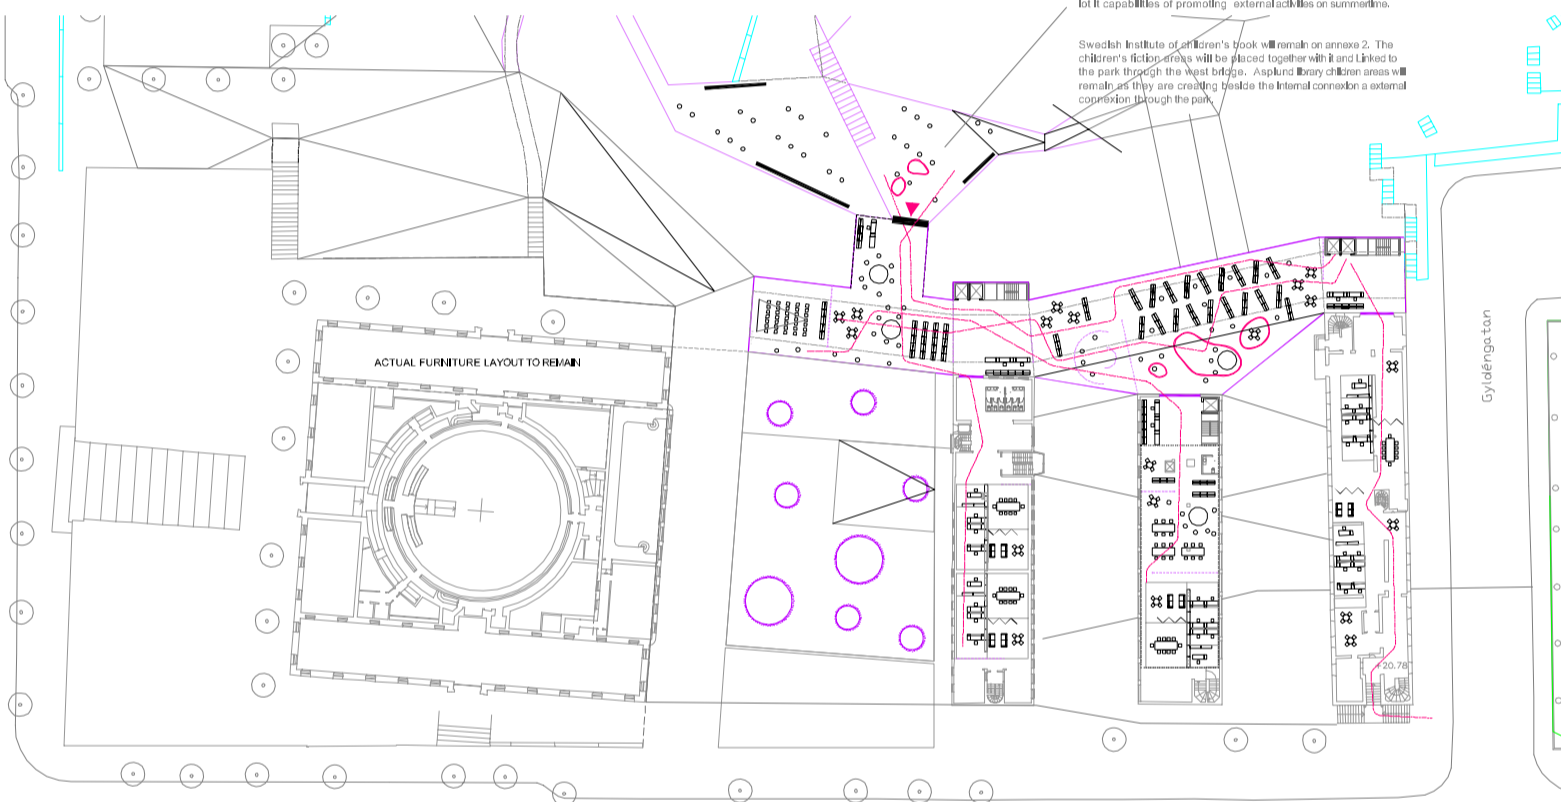 lot it capabilities of promoting external activities on summertime.
Swedish Institute of children's book will remain on annexe 2. The
children's fiction areas will be placed together with it and Linked to
the park through the west bridge. Asplund library children areas will
remain as they are creating beside the internal connexion a external
connexion through the park.
ACTUAL FURNITURE LAYOUT TO REMAIN
Gyldéngatan
+20.78